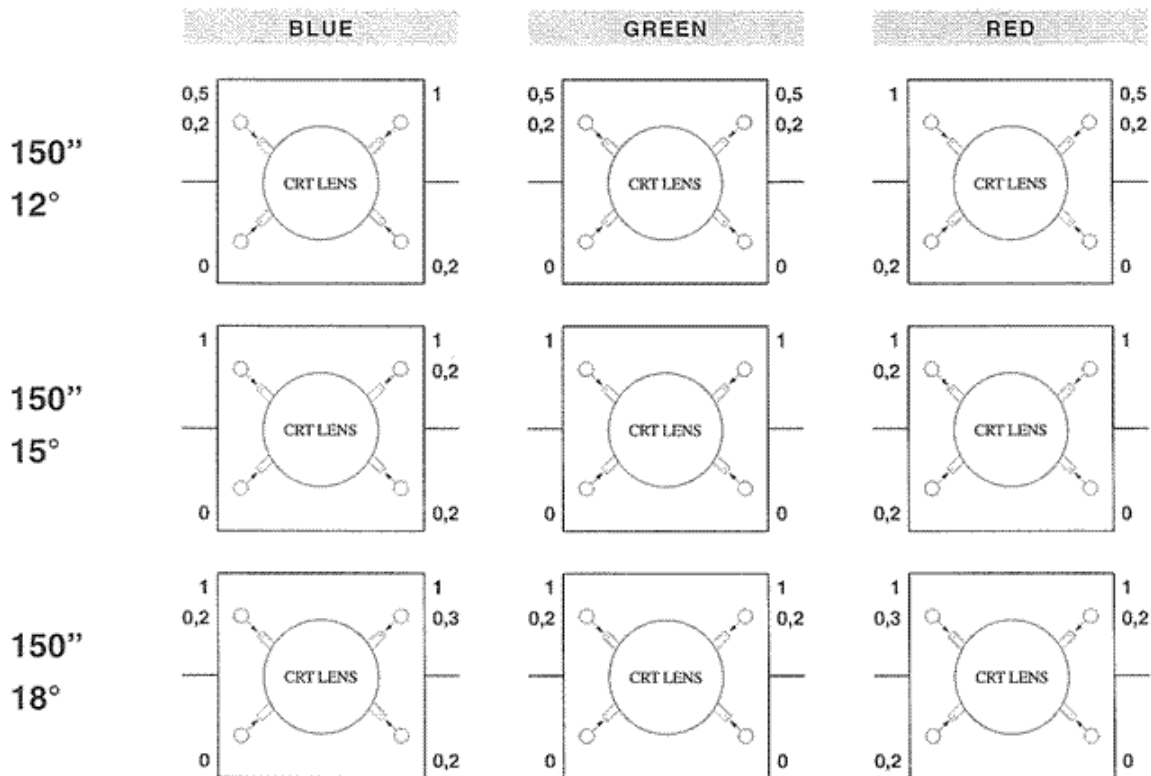 BLUE GREEN RED
0,5 1 0,5 0,5 1 0,5
0,2 0,2 0,2 0,2
150”
CRT LENS CRT LENS CRT LENS
12°
0 0,2 0 0 0,2 0
1 1 1 1 1 1
0,2 0,2
150”
CRT LENS CRT LENS CRT LENS
15°
0 0,2 0 0 0,2 0
1 1 1 1 1 1
0,2 0,3 0,2 0,2 0,3 0,2
150”
CRT LENS CRT LENS CRT LENS
18°
0 0,2 0 0 0,2 0